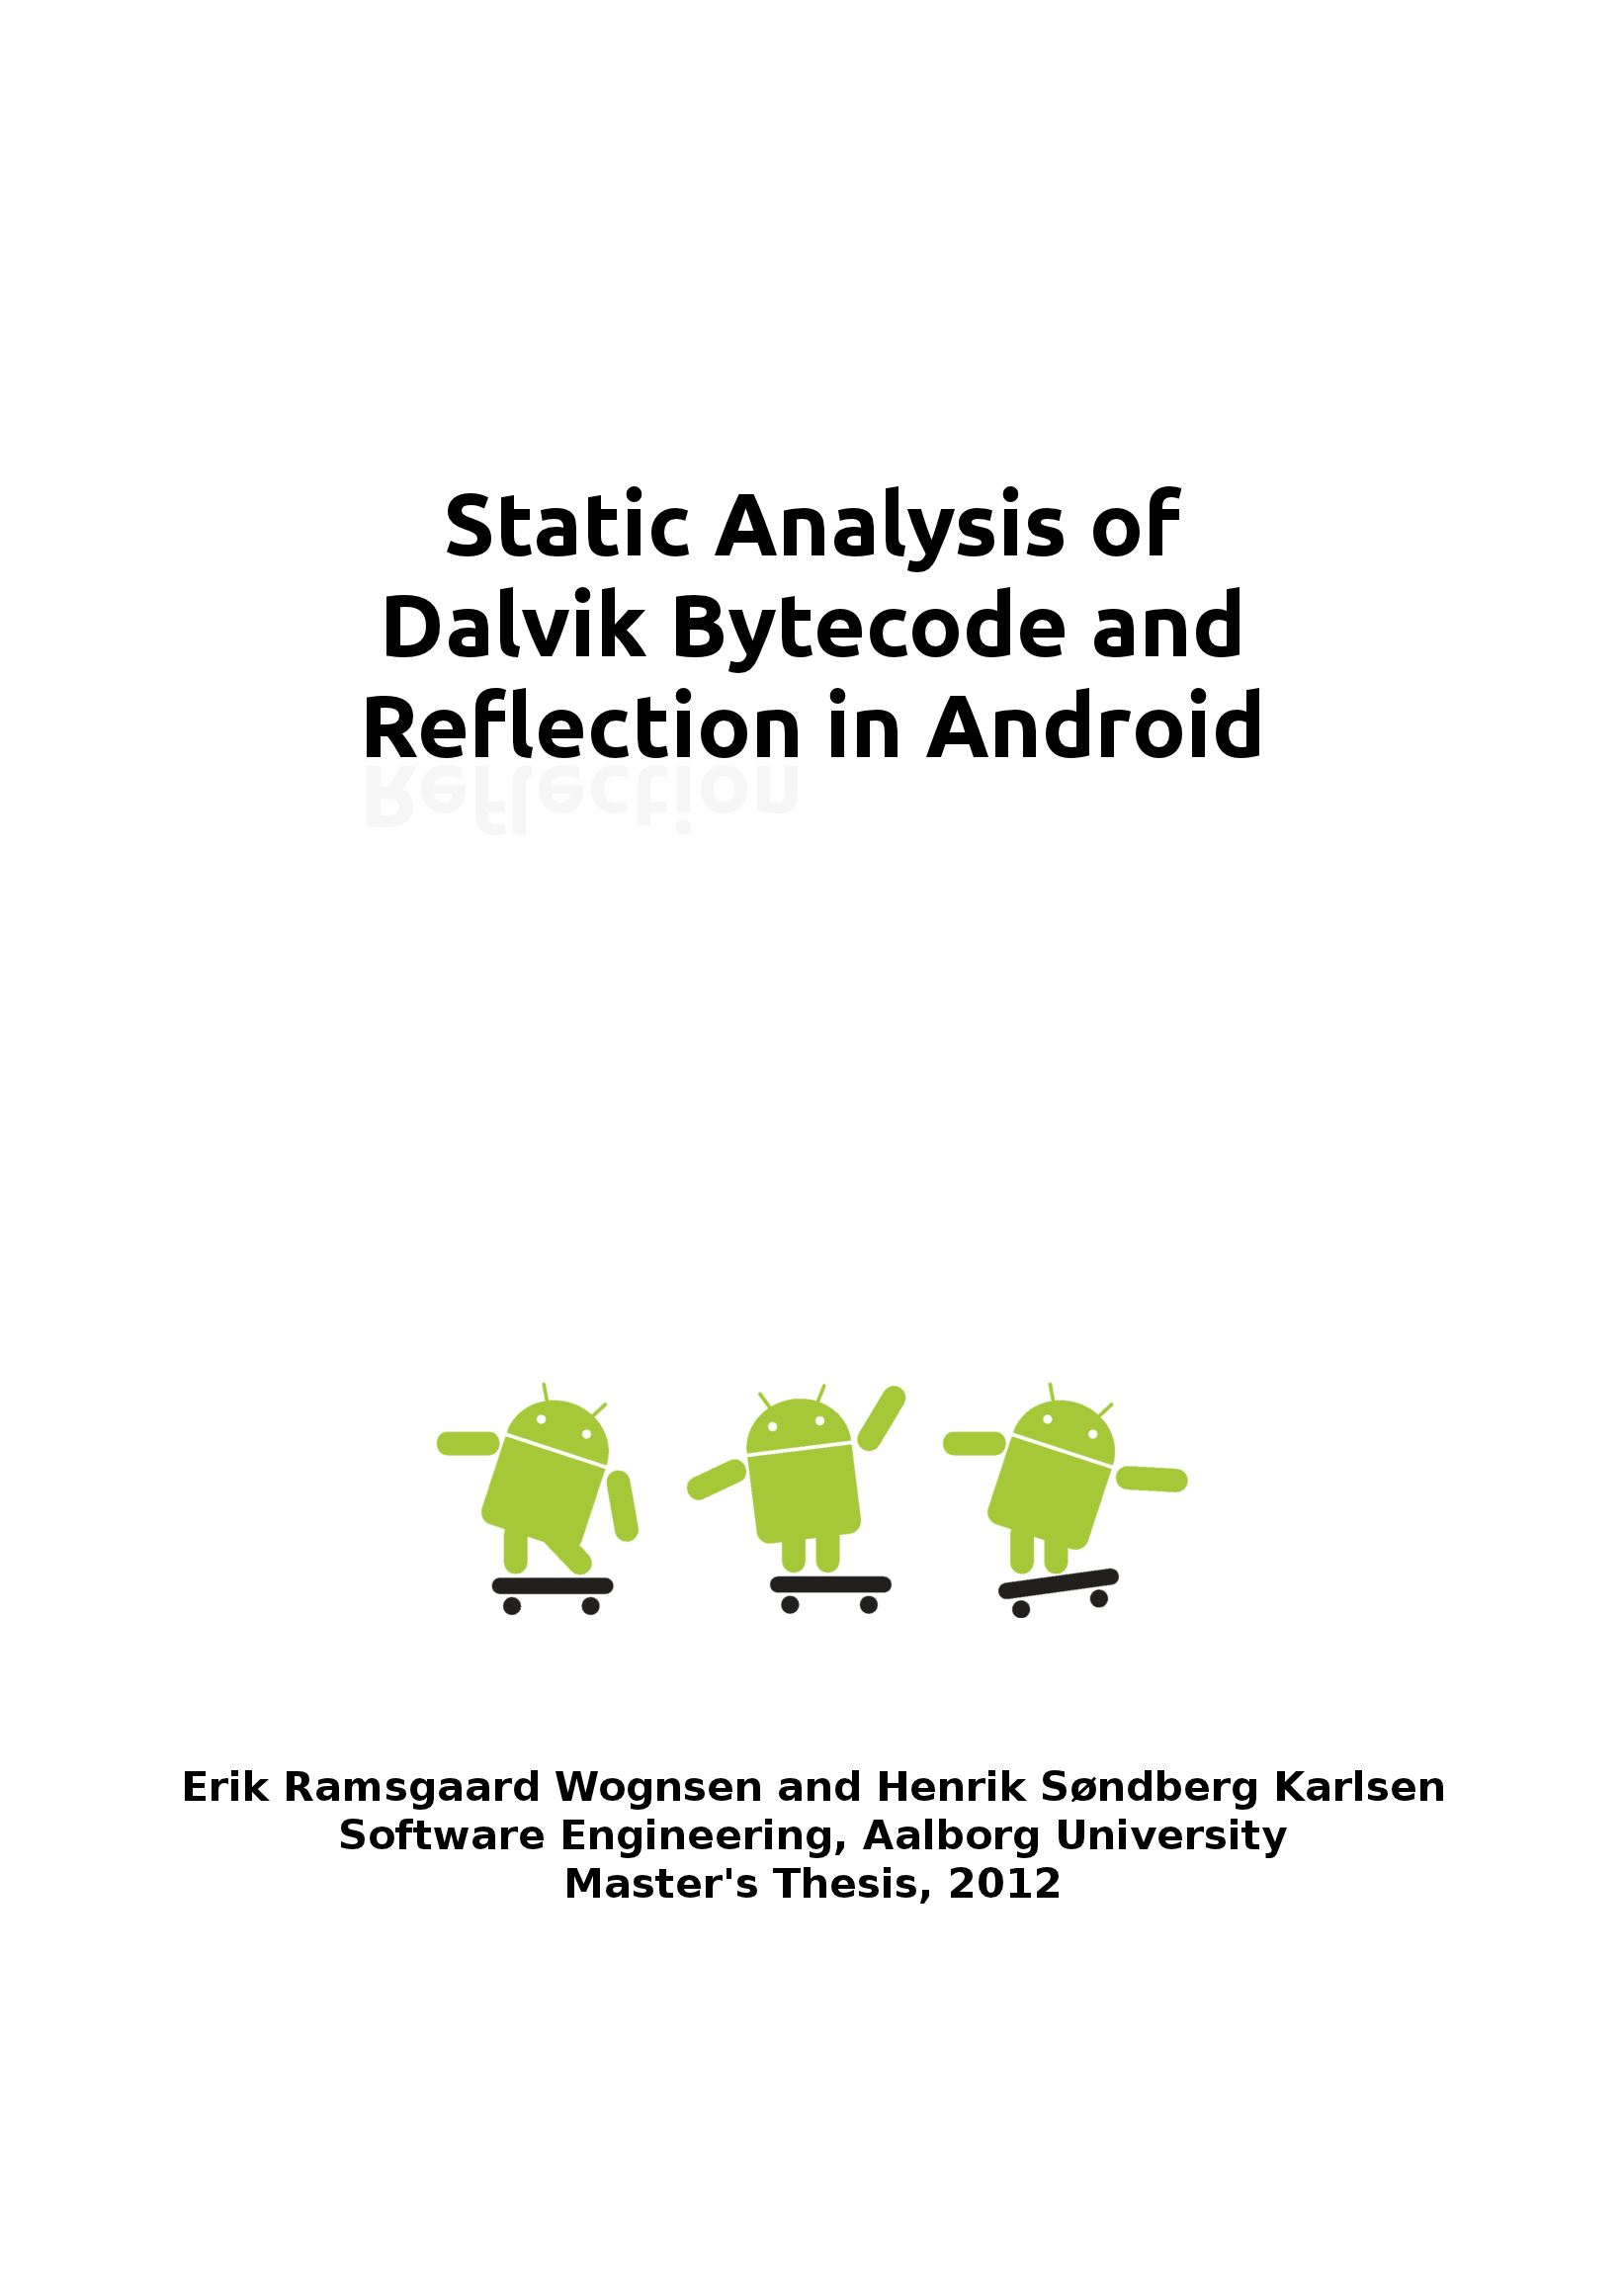 Static Analysis of
Dalvik Bytecode and
Reflection in Android
Reflection
Erik Ramsgaard Wognsen and Henrik Søndberg Karlsen
Software Engineering, Aalborg University
Master's Thesis, 2012